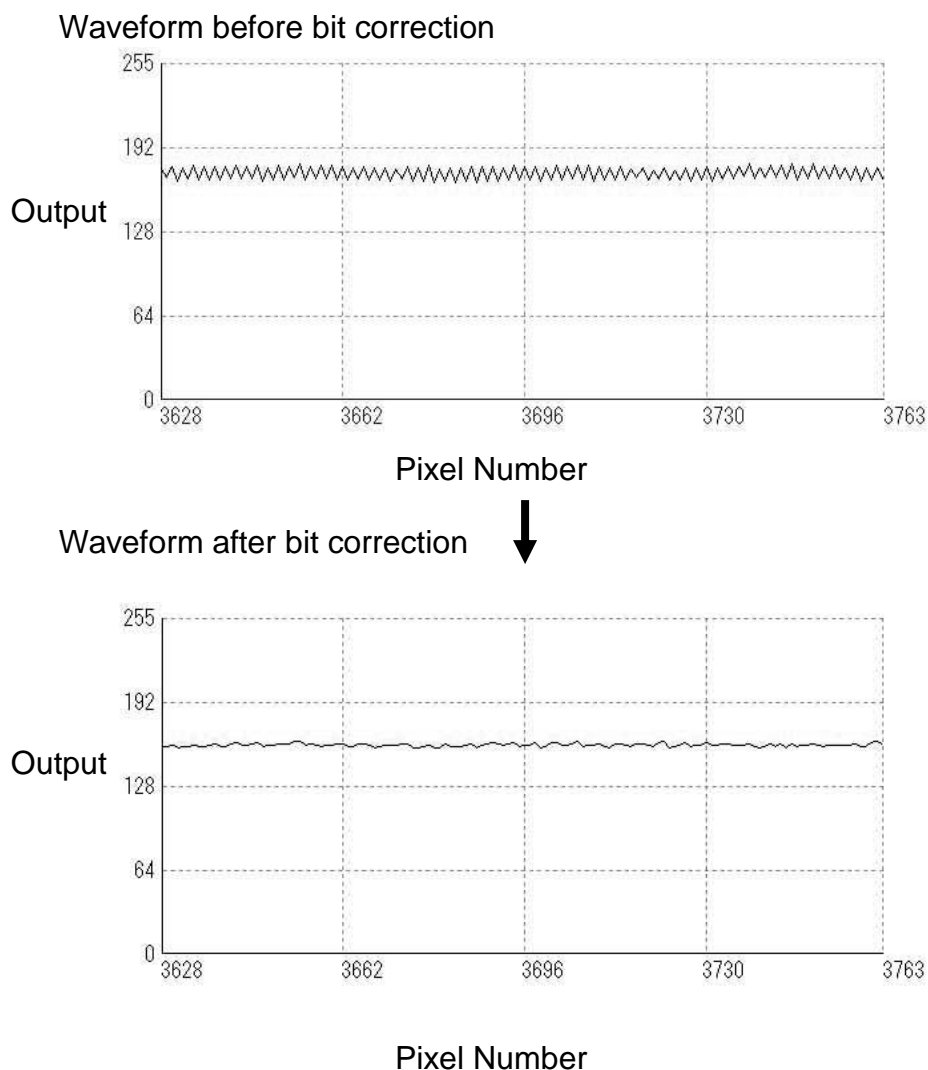 Waveform before bit correction
255
192
Output
128
64
0
3628 3662 3696 3730 3763
Pixel Number
Waveform after bit correction
255
192
Output
128
64
0
3628 3662 3696 3730 3763
Pixel Number